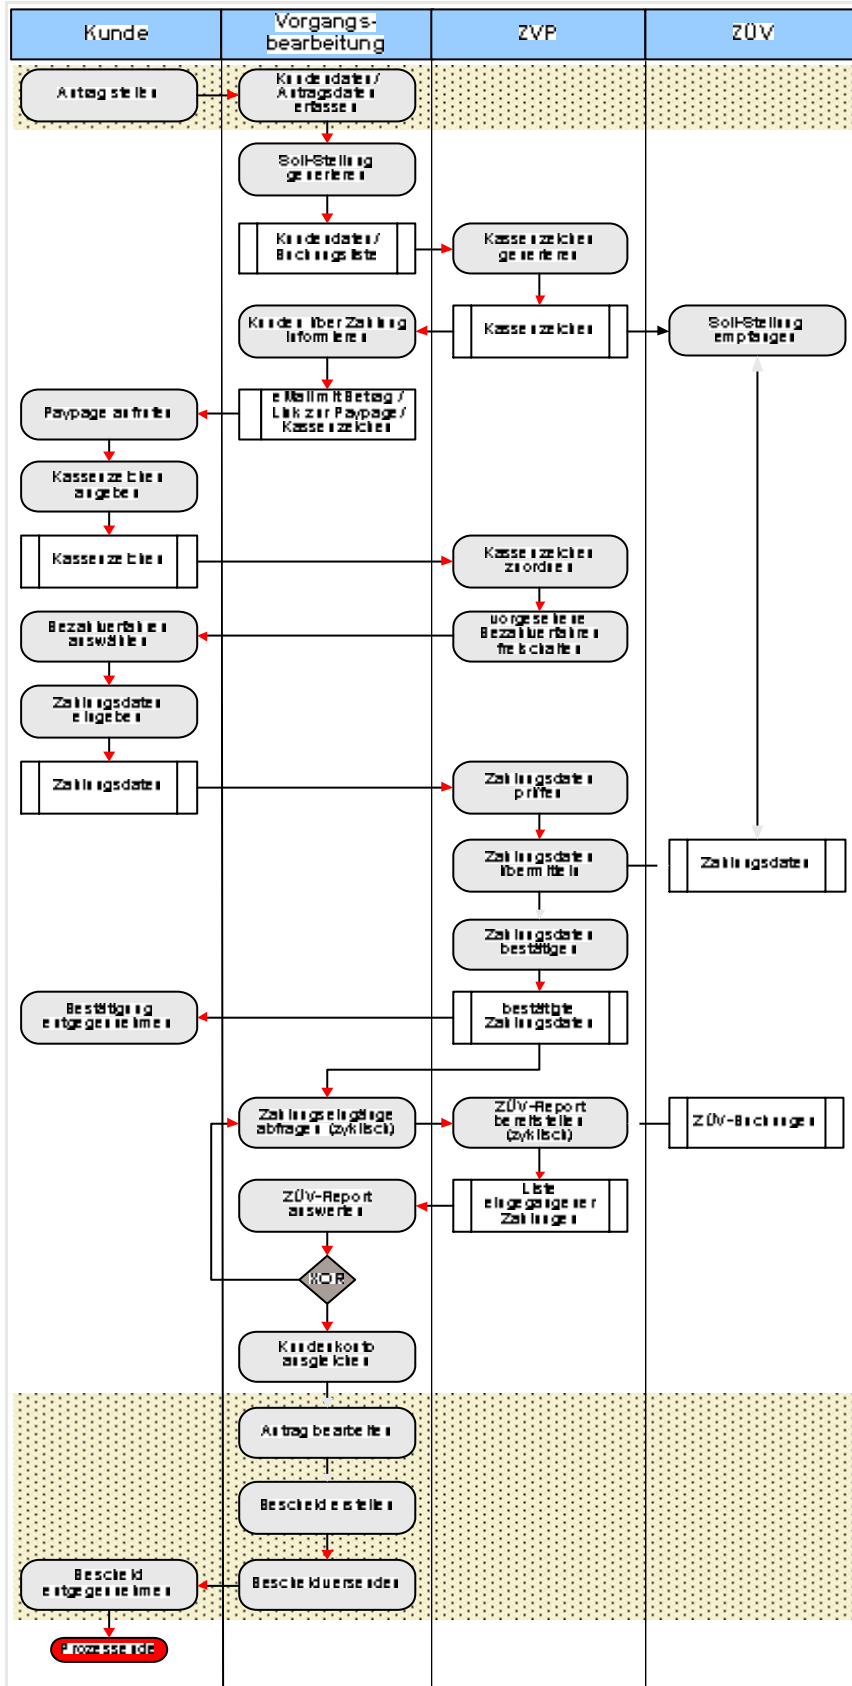 Kunde
Vorgangs-
bearbeitung
ZVP
ZÜV
Antrag stellen
Kundendaten /
Antragsdaten
erfassen
Soll-Stellung
generieren
Kundendaten /
Buchungsliste
Kassenzeichen
generieren
Kunden über Zahlung
informieren
Kassenzeichen
Soll-Stellung
empfangen
Paypage aufrufen
eMail mit Betrag /
Link zur Paypage /
Kassenzeichen
Kassenzeichen
angeben
Kassenzeichen
Kassenzeichen
zuordnen
Bezahlverfahren
auswählen
vorgesehene
Bezahlverfahren
freischalten
Zahlungsdaten
eingeben
Zahlungsdaten
Zahlungsdaten
prüfen
Zahlungsdaten
übermitteln
Zahlungsdaten
Zahlungsdaten
bestätigen
Bestätigung
entgegennehmen
bestätigte
Zahlungsdaten
Zahlungseingänge
abfragen (zyklisch)
ZÜV-Report
bereitstellen
(zyklisch)
ZÜV-Buchungen
ZÜV-Report
auswerten
Liste
eingegangener
Zahlungen
XOR
Kundenkonto
ausgleichen
Antrag bearbeiten
Bescheid erstellen
Bescheid
entgegennehmen
Bescheid versenden
Prozessende